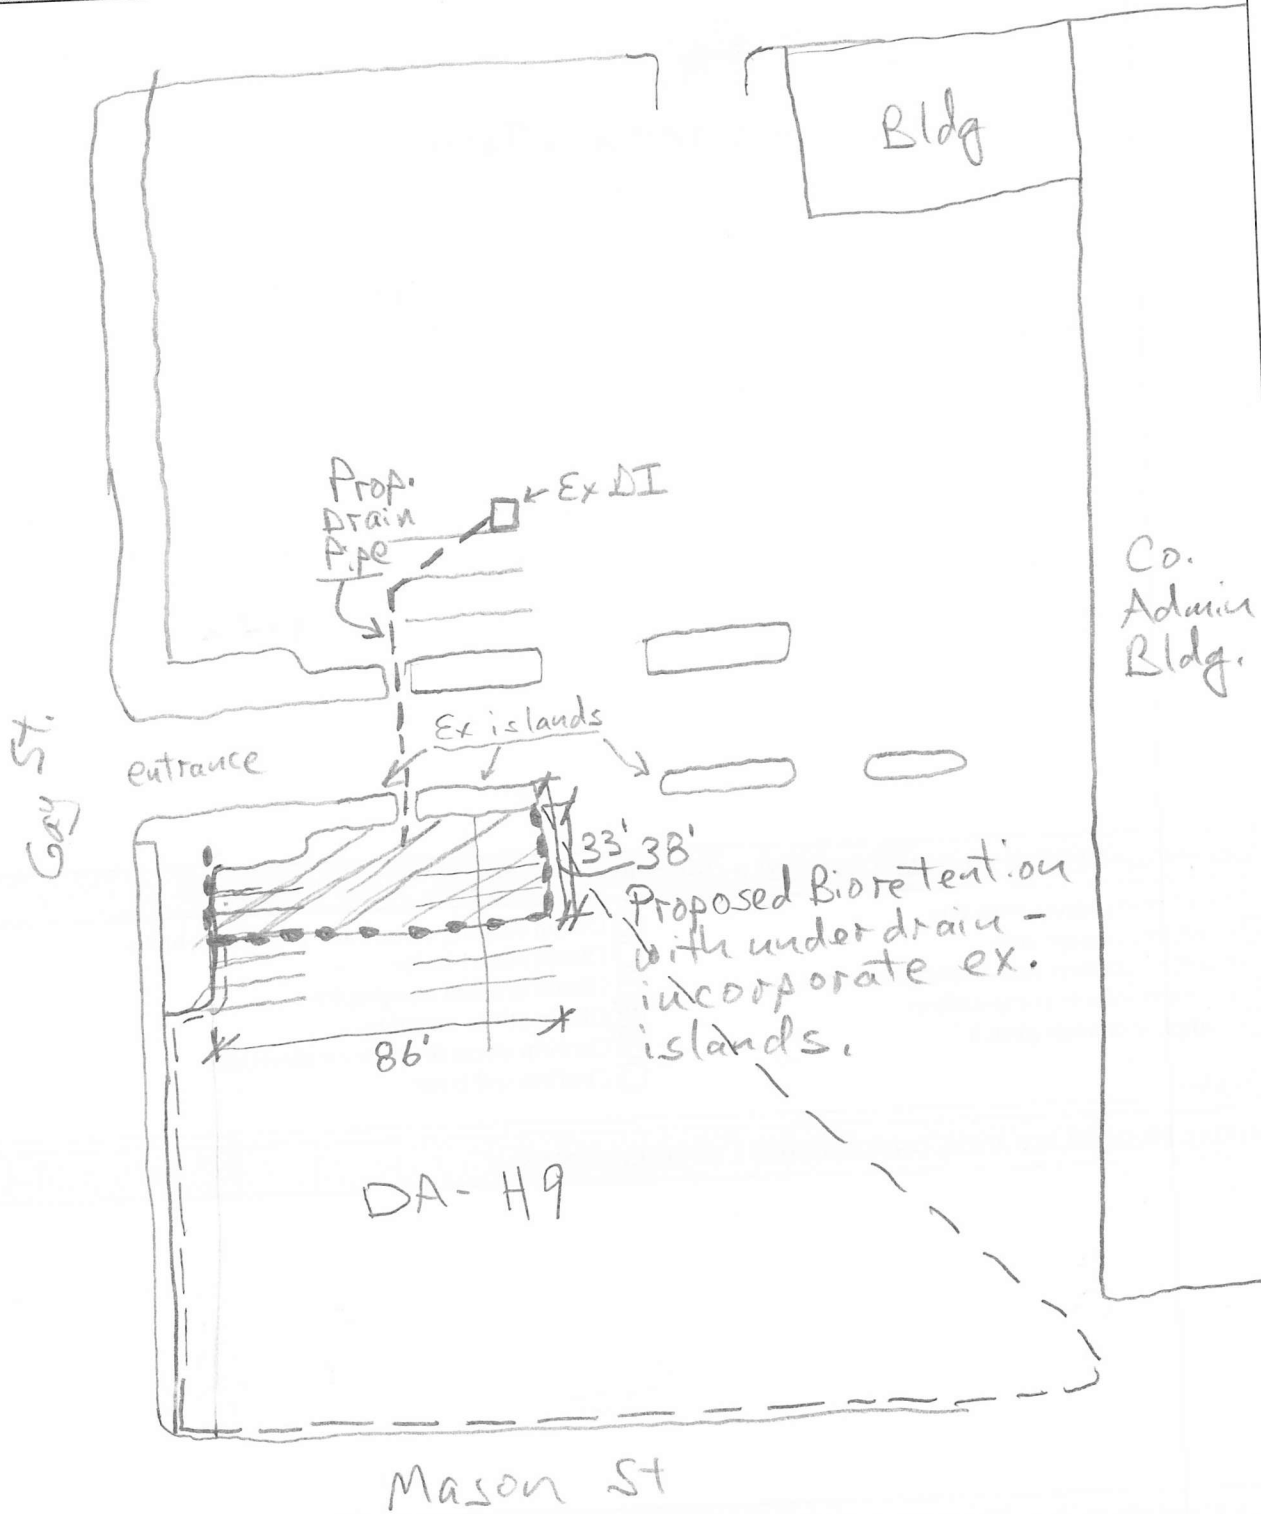 Bldg
Prop.
Drain
Pipe
Ex DI
Co.
Admin
Bldg.
Gay St.
entrance
Ex islands
33' 38'
Proposed Bioretention
with underdrain -
incorporate ex.
islands.
86'
DA-H9
Mason St